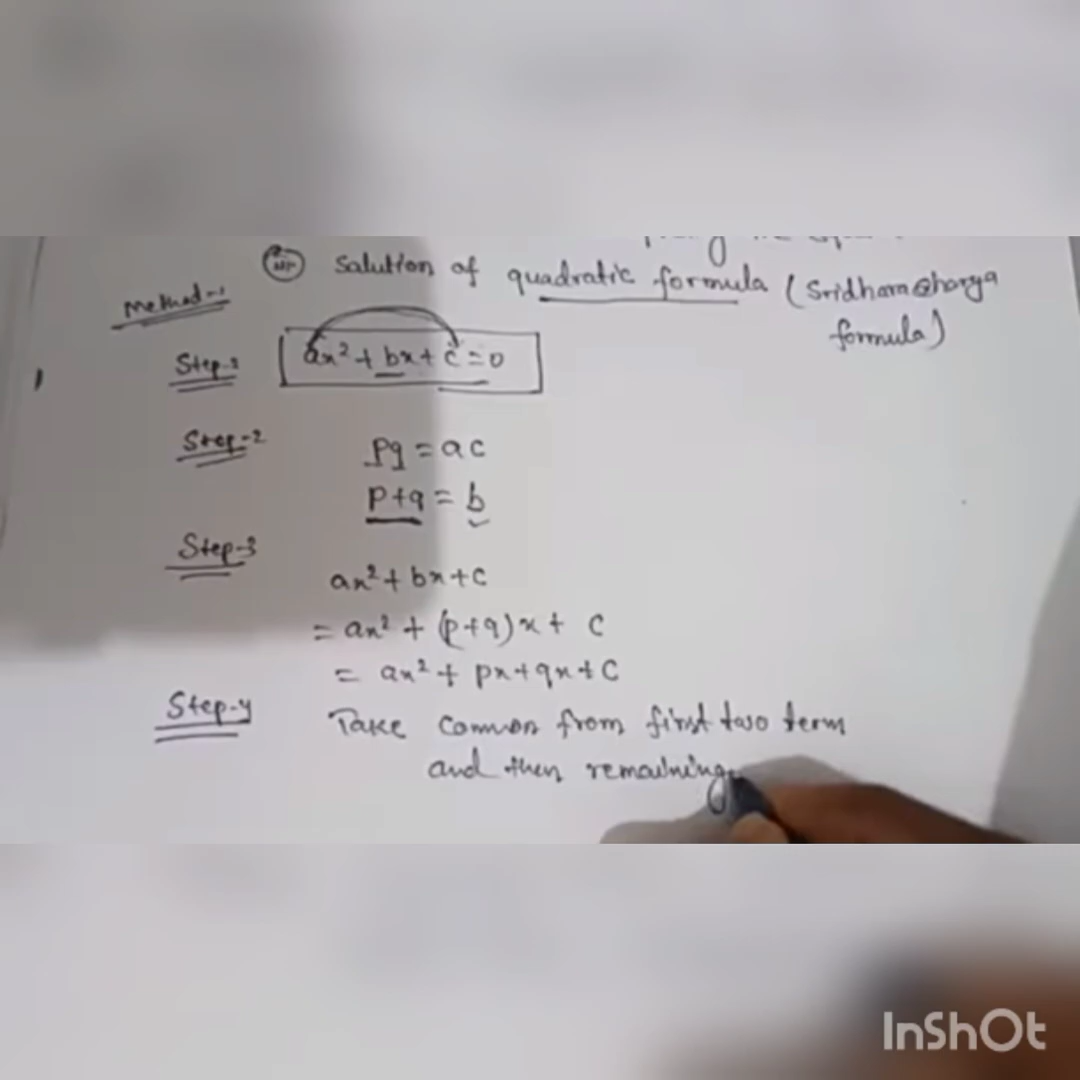 Solution of quadratic formula (Sridharacharya
formula)
Method-1
Step-1 ax²+bx+c=0
Step-2 pq=ac
p+q=b
Step-3
ax²+bx+c
= ax²+(p+q)x+ c
= ax²+ px+qx+c
Step-4 Take common from first two term
and then remaining
InShOt